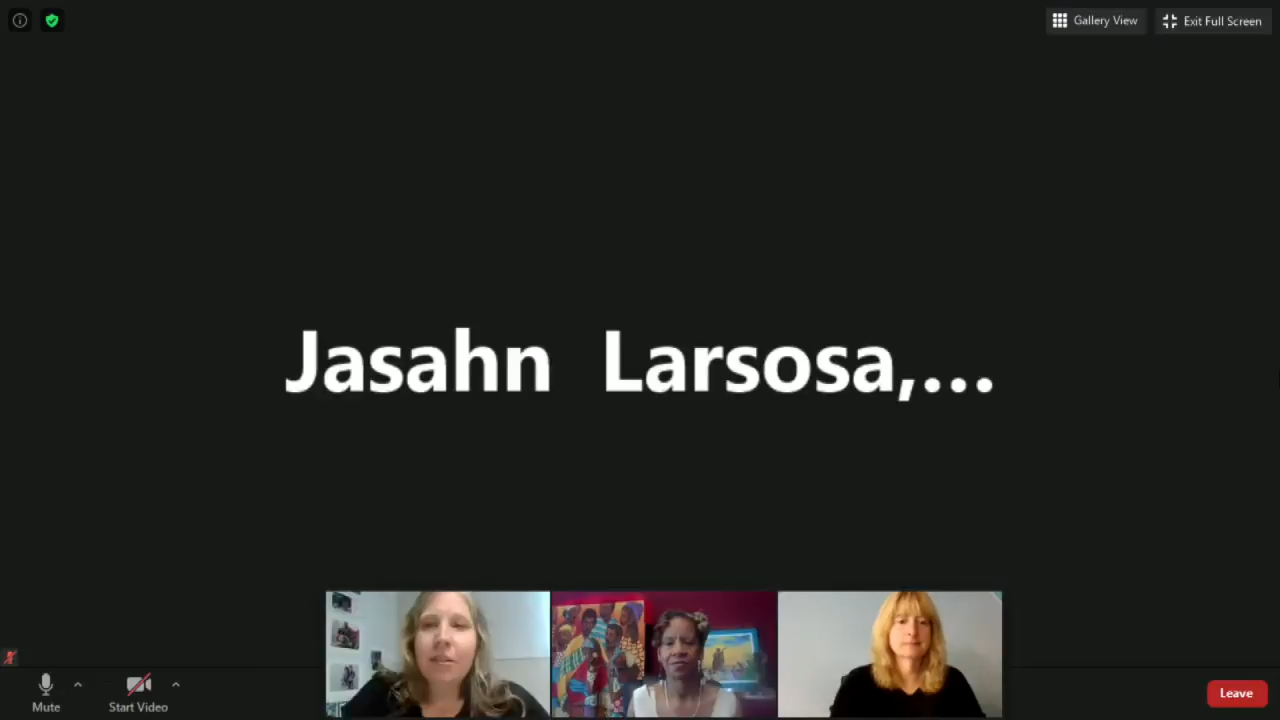 Gallery View
Exit Full Screen
Jasahn Larsosa,...
Mute
Start Video
Leave